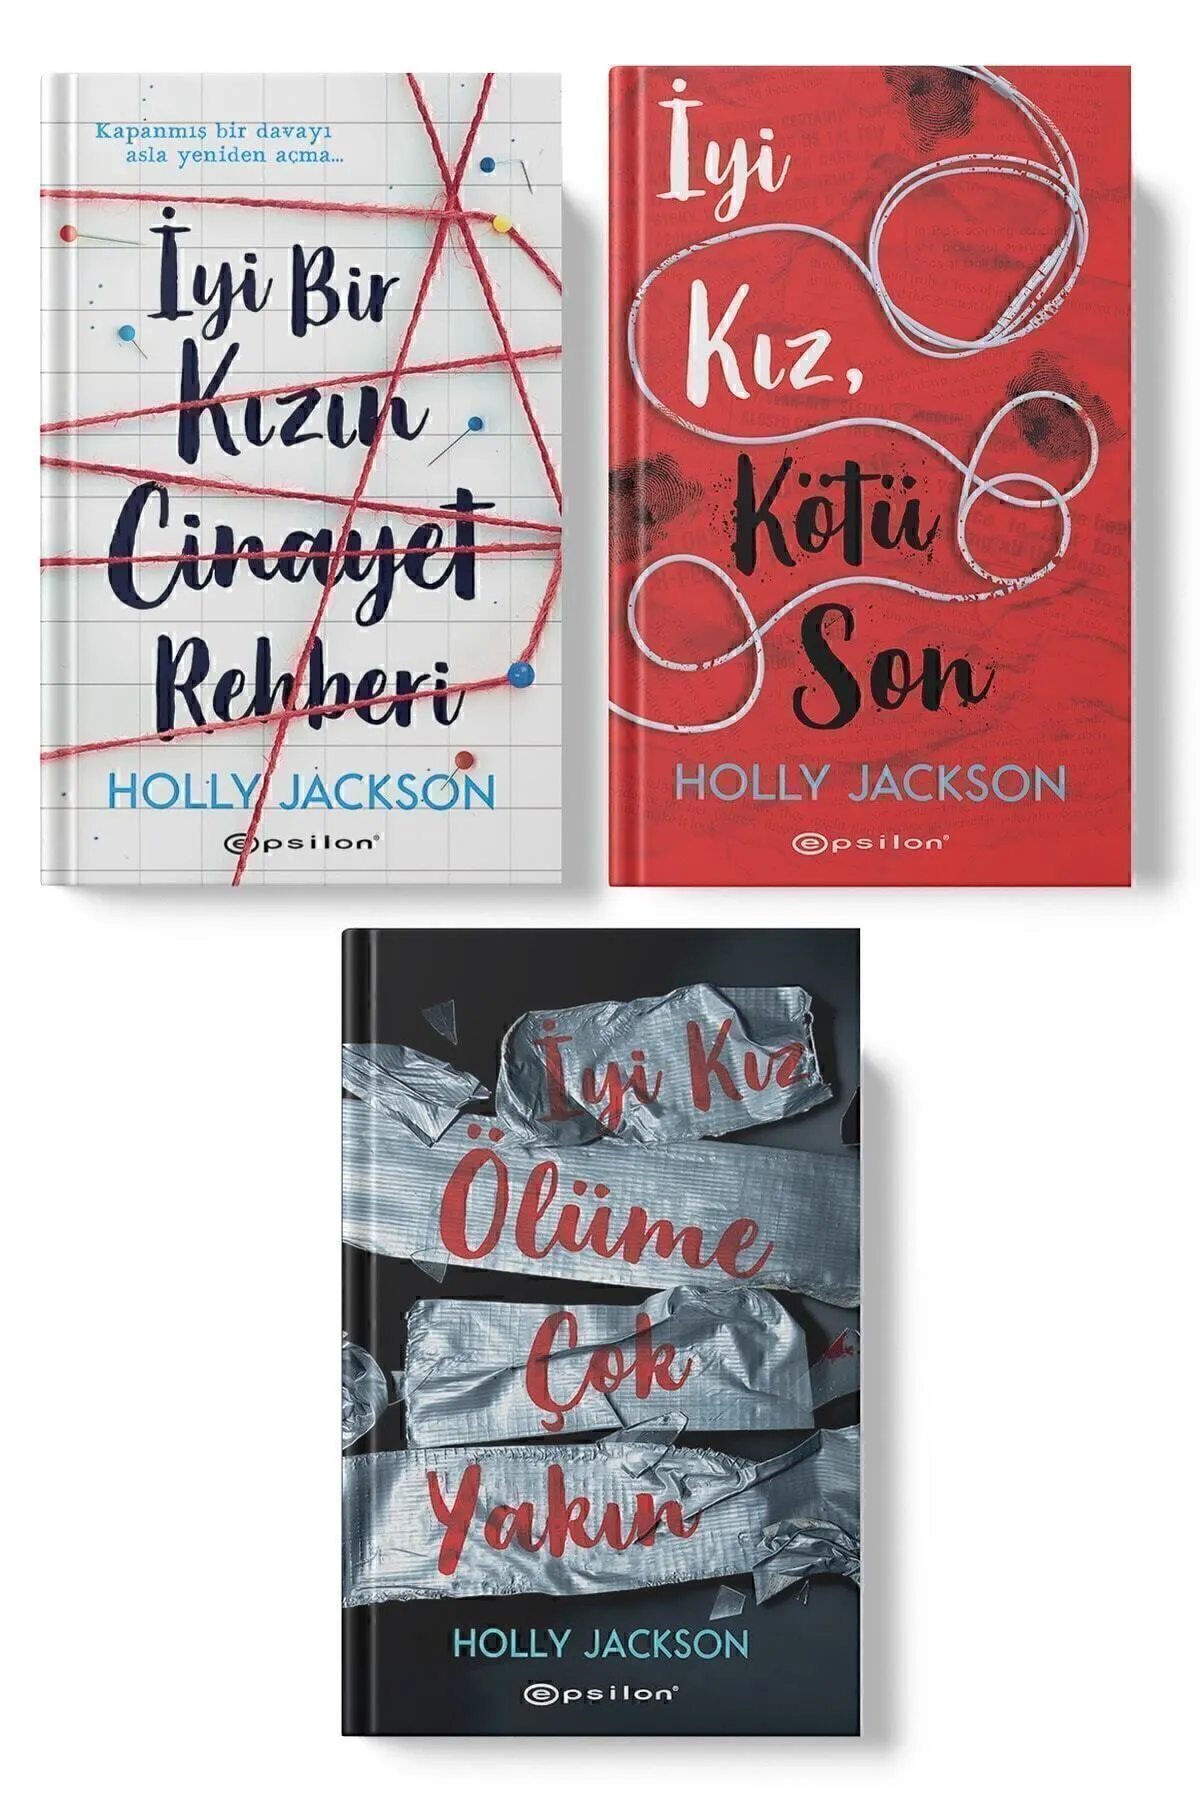 Kapanmış bir davayı
asla yeniden açma...
İyi Bir
Kızın
Cinayet
Rehberi
HOLLY JACKSON
epsilon®
İyi
Kız,
Kötü
Son
HOLLY JACKSON
epsilon®
İyi Kız
Ölüme
Çok
Yakın
HOLLY JACKSON
epsilon®